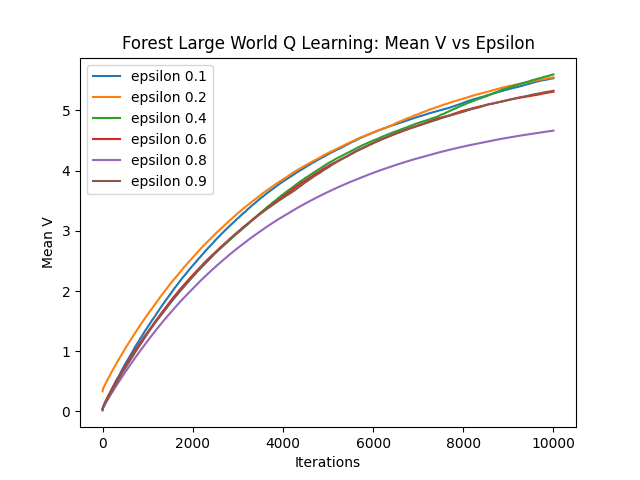 Forest Large World Q Learning: Mean V vs Epsilon
epsilon 0.1
epsilon 0.2
epsilon 0.4
epsilon 0.6
epsilon 0.8
epsilon 0.9
Mean V
5
4
3
2
1
0
0 2000 4000 6000 8000 10000
Iterations